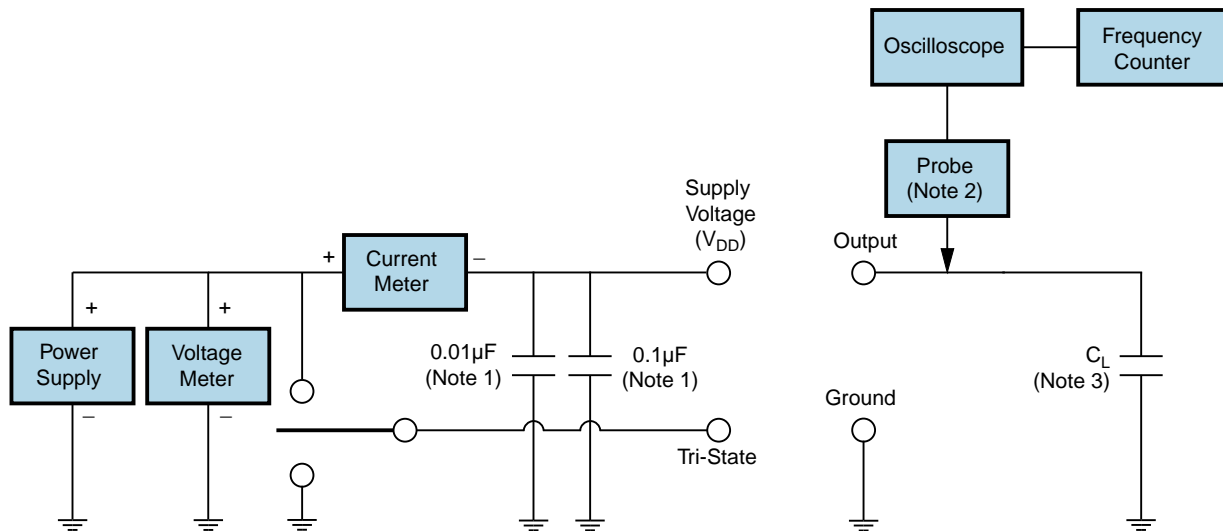 Oscilloscope
Frequency
Counter
Probe
(Note 2)
Supply
Voltage
(VDD)
Output
+
Current
Meter
–
+
+
Power
Supply
Voltage
Meter
0.01µF
(Note 1)
0.1µF
(Note 1)
CL
(Note 3)
–
–
Ground
Tri-State